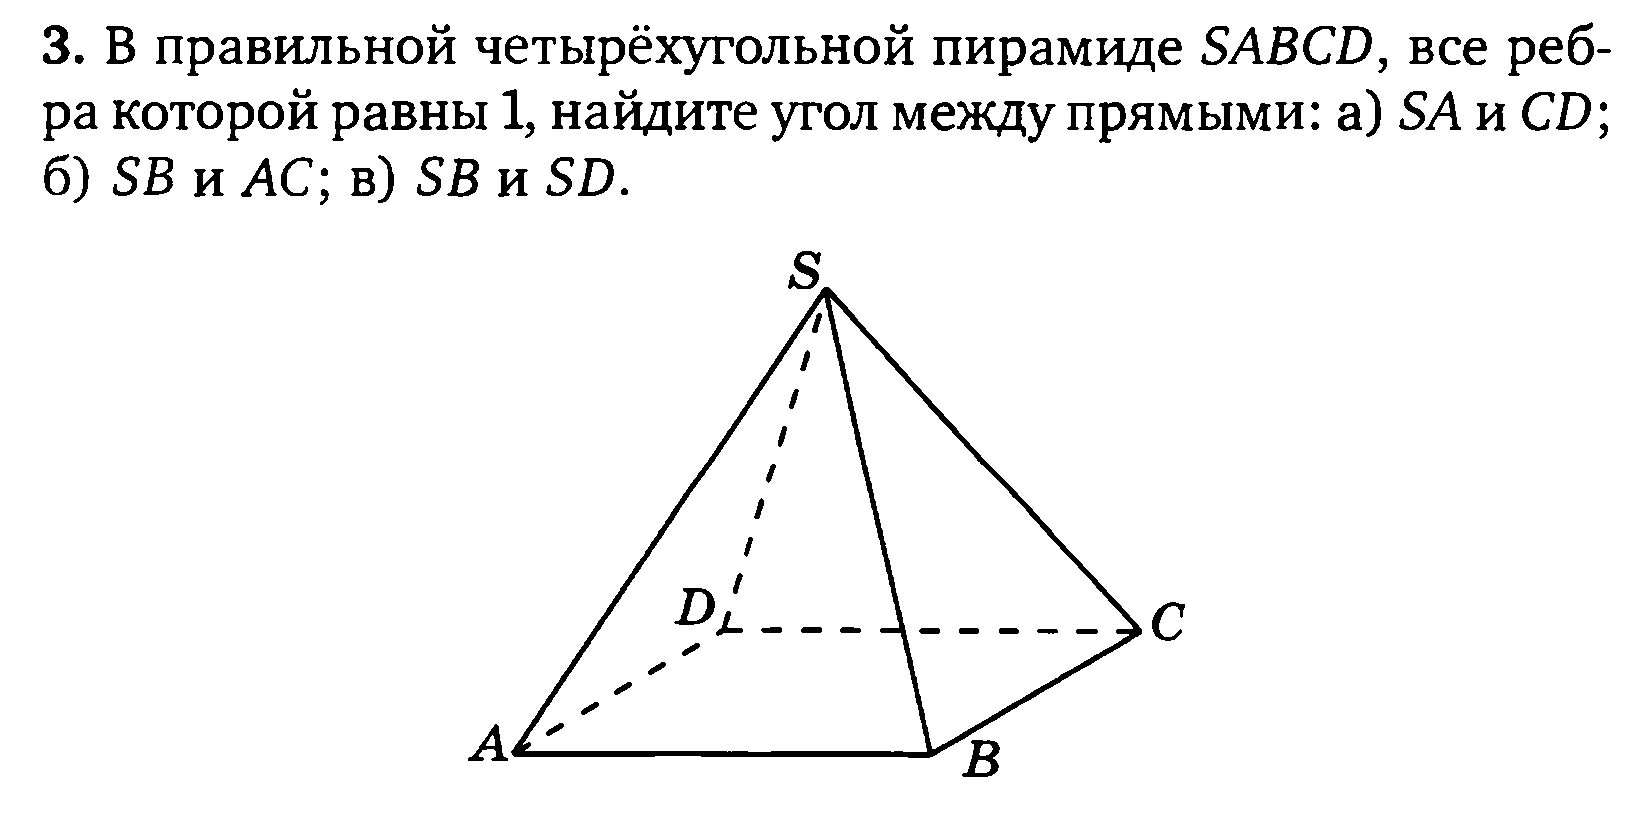 3. В правильной четырёхугольной пирамиде SABCD, все реб-
ра которой равны 1, найдите угол между прямыми: а) SA и CD;
б) SB и AC; в) SB и SD.
S
D
C
A
B